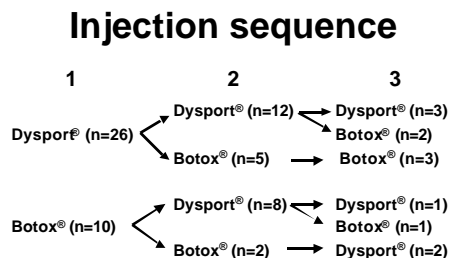 Injection sequence
1 2 3
Dysport® (n=12) Dysport® (n=3)
Dysport® (n=26) Botox® (n=2)
Botox® (n=5) Botox® (n=3)
Dysport® (n=8) Dysport® (n=1)
Botox® (n=10) Botox® (n=1)
Botox® (n=2) Dysport® (n=2)